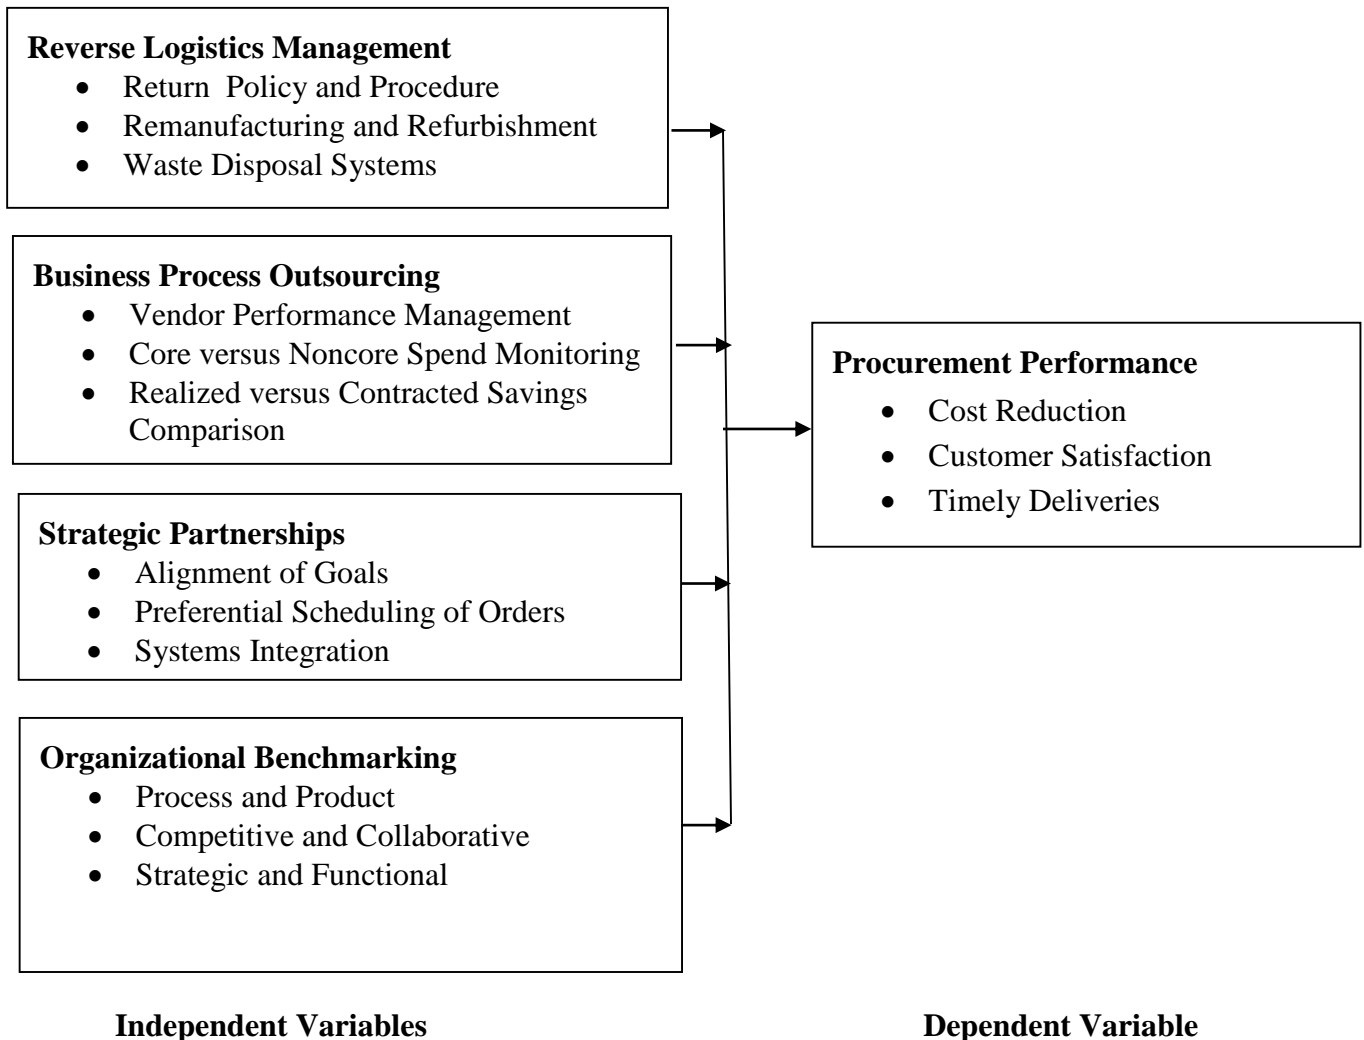 Reverse Logistics Management
• Return Policy and Procedure
• Remanufacturing and Refurbishment
• Waste Disposal Systems
Business Process Outsourcing
• Vendor Performance Management
• Core versus Noncore Spend Monitoring
• Realized versus Contracted Savings
Comparison
Strategic Partnerships
• Alignment of Goals
• Preferential Scheduling of Orders
• Systems Integration
Organizational Benchmarking
• Process and Product
• Competitive and Collaborative
• Strategic and Functional
Procurement Performance
• Cost Reduction
• Customer Satisfaction
• Timely Deliveries
Independent Variables
Dependent Variable